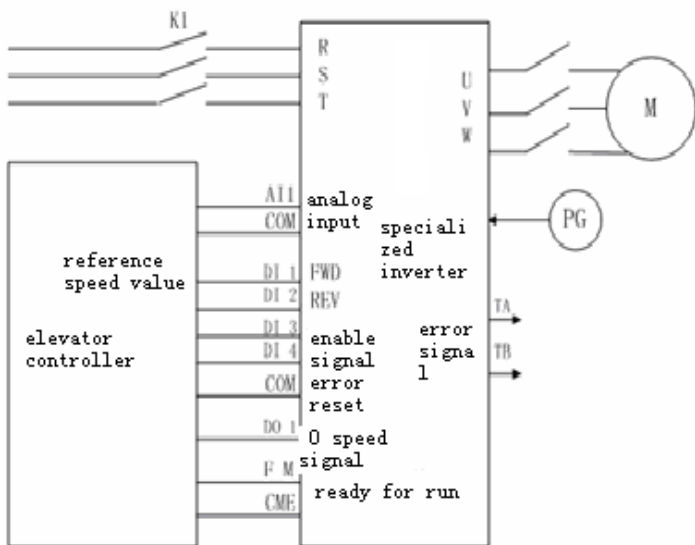 K1
R
S
T
U
V
W
M
AI1
analog
input
COM
PG
speciali
zed
inverter
reference
speed value
DI 1
FWD
DI 2
REV
TA
DI 3
enable
signal
error
signa
l
TB
elevator
controller
DI 4
COM
error
reset
DO 1
0 speed
signal
F M
ready for run
CME